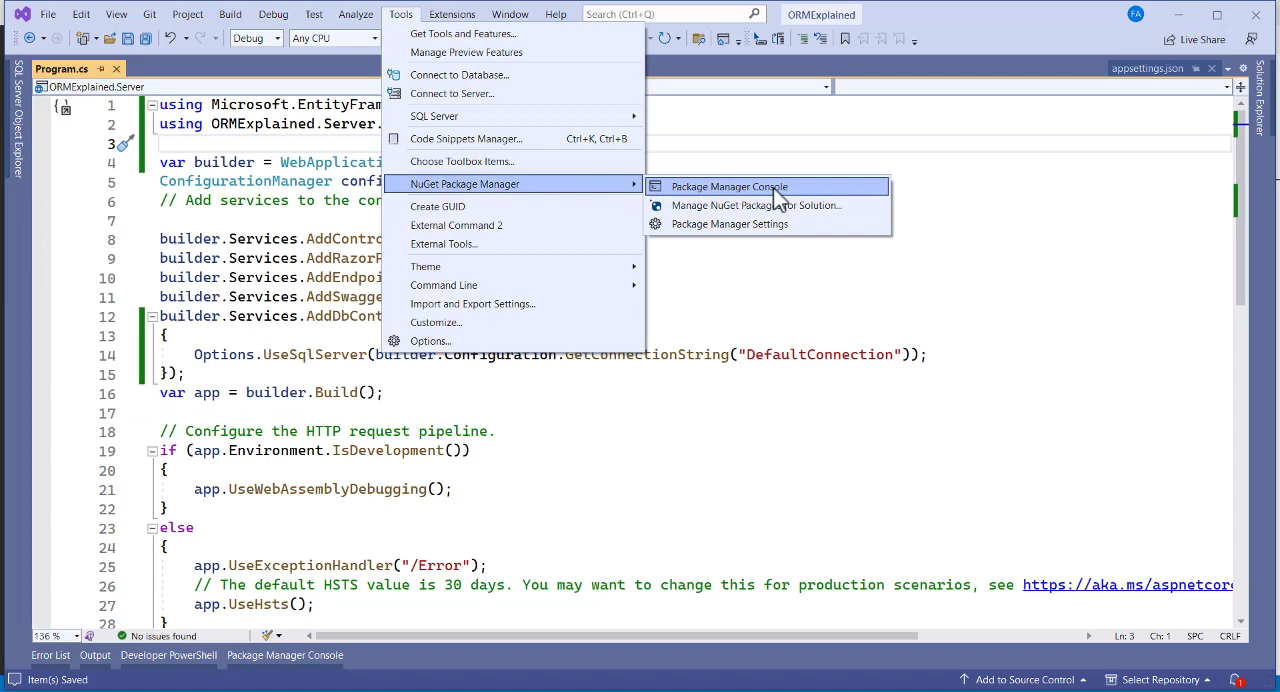 File Edit View Git Project Build Debug Test Analyze Tools Extensions Window Help Search (Ctrl+Q) ORMExplained FA
Debug Any CPU Live Share
Program.cs appsettings.json
ORMExplained.Server
SQL Server Object Explorer
Solution Explorer
Get Tools and Features...
Manage Preview Features
Connect to Database...
Connect to Server...
SQL Server
Code Snippets Manager... Ctrl+K, Ctrl+B
Choose Toolbox Items...
NuGet Package Manager
Create GUID
External Command 2
External Tools...
Theme
Command Line
Import and Export Settings...
Customize...
Options...
Package Manager Console
Manage NuGet Packages for Solution...
Package Manager Settings
1 using Microsoft.EntityFram
2 using ORMExplained.Server.
3
4 var builder = WebApplicati
5 ConfigurationManager confi
6 // Add services to the con
7
8 builder.Services.AddContro
9 builder.Services.AddRazorP
10 builder.Services.AddEndpoi
11 builder.Services.AddSwagge
12 builder.Services.AddDbCont
13 {
14 Options.UseSqlServer(builder.Configuration.GetConnectionString("DefaultConnection"));
15 });
16 var app = builder.Build();
17
18 // Configure the HTTP request pipeline.
19 if (app.Environment.IsDevelopment())
20 {
21 app.UseWebAssemblyDebugging();
22 }
23 else
24 {
25 app.UseExceptionHandler("/Error");
26 // The default HSTS value is 30 days. You may want to change this for production scenarios, see https://aka.ms/aspnetcore
27 app.UseHsts();
28 }
136 % No issues found Ln: 3 Ch: 1 SPC CRLF
Error List Output Developer PowerShell Package Manager Console
Item(s) Saved Add to Source Control Select Repository 1